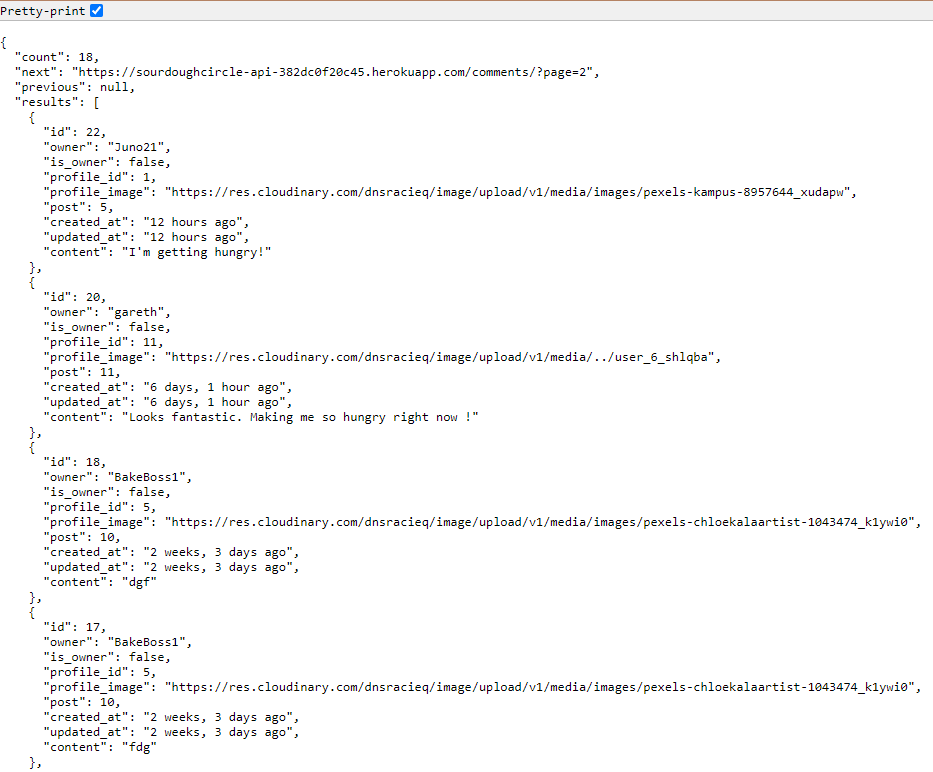 Pretty-print
{
"count": 18,
"next": "https://sourdoughcircle-api-382dc0f20c45.herokuapp.com/comments/?page=2",
"previous": null,
"results": [
{
"id": 22,
"owner": "Juno21",
"is_owner": false,
"profile_id": 1,
"profile_image": "https://res.cloudinary.com/dnsracieq/image/upload/v1/media/images/pexels-kampus-8957644_xudapw",
"post": 5,
"created_at": "12 hours ago",
"updated_at": "12 hours ago",
"content": "I'm getting hungry!"
},
{
"id": 20,
"owner": "gareth",
"is_owner": false,
"profile_id": 11,
"profile_image": "https://res.cloudinary.com/dnsracieq/image/upload/v1/media/../user_6_shlqba",
"post": 11,
"created_at": "6 days, 1 hour ago",
"updated_at": "6 days, 1 hour ago",
"content": "Looks fantastic. Making me so hungry right now !"
},
{
"id": 18,
"owner": "BakeBoss1",
"is_owner": false,
"profile_id": 5,
"profile_image": "https://res.cloudinary.com/dnsracieq/image/upload/v1/media/images/pexels-chloekalaartist-1043474_k1ywi0",
"post": 10,
"created_at": "2 weeks, 3 days ago",
"updated_at": "2 weeks, 3 days ago",
"content": "dgf"
},
{
"id": 17,
"owner": "BakeBoss1",
"is_owner": false,
"profile_id": 5,
"profile_image": "https://res.cloudinary.com/dnsracieq/image/upload/v1/media/images/pexels-chloekalaartist-1043474_k1ywi0",
"post": 10,
"created_at": "2 weeks, 3 days ago",
"updated_at": "2 weeks, 3 days ago",
"content": "fdg"
},